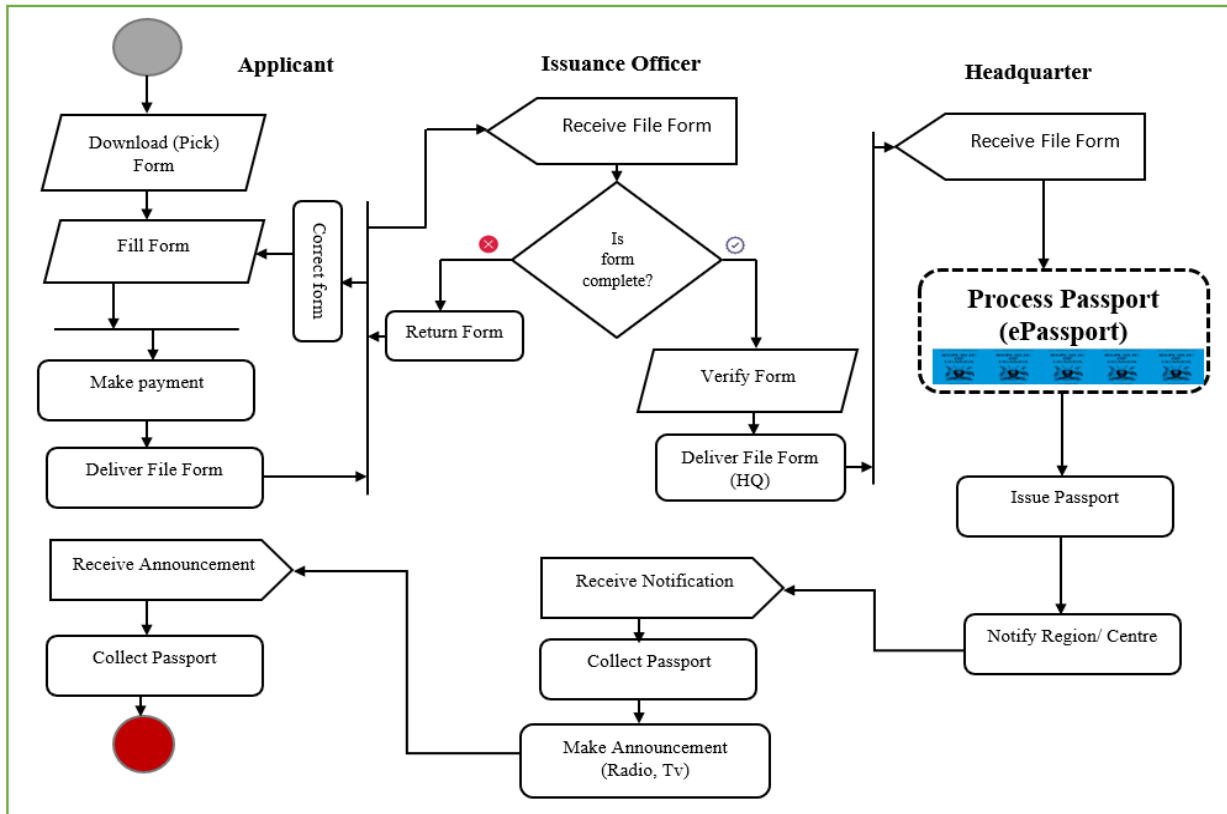 Applicant
Issuance Officer
Headquarter
Download (Pick)
Form
Fill Form
Correct form
Make payment
Deliver File Form
Receive File Form
Is
form
complete?
Return Form
Verify Form
Deliver File Form
(HQ)
Receive File Form
Process Passport
(ePassport)
Issue Passport
Notify Region/ Centre
Receive Notification
Collect Passport
Make Announcement
(Radio, Tv)
Receive Announcement
Collect Passport